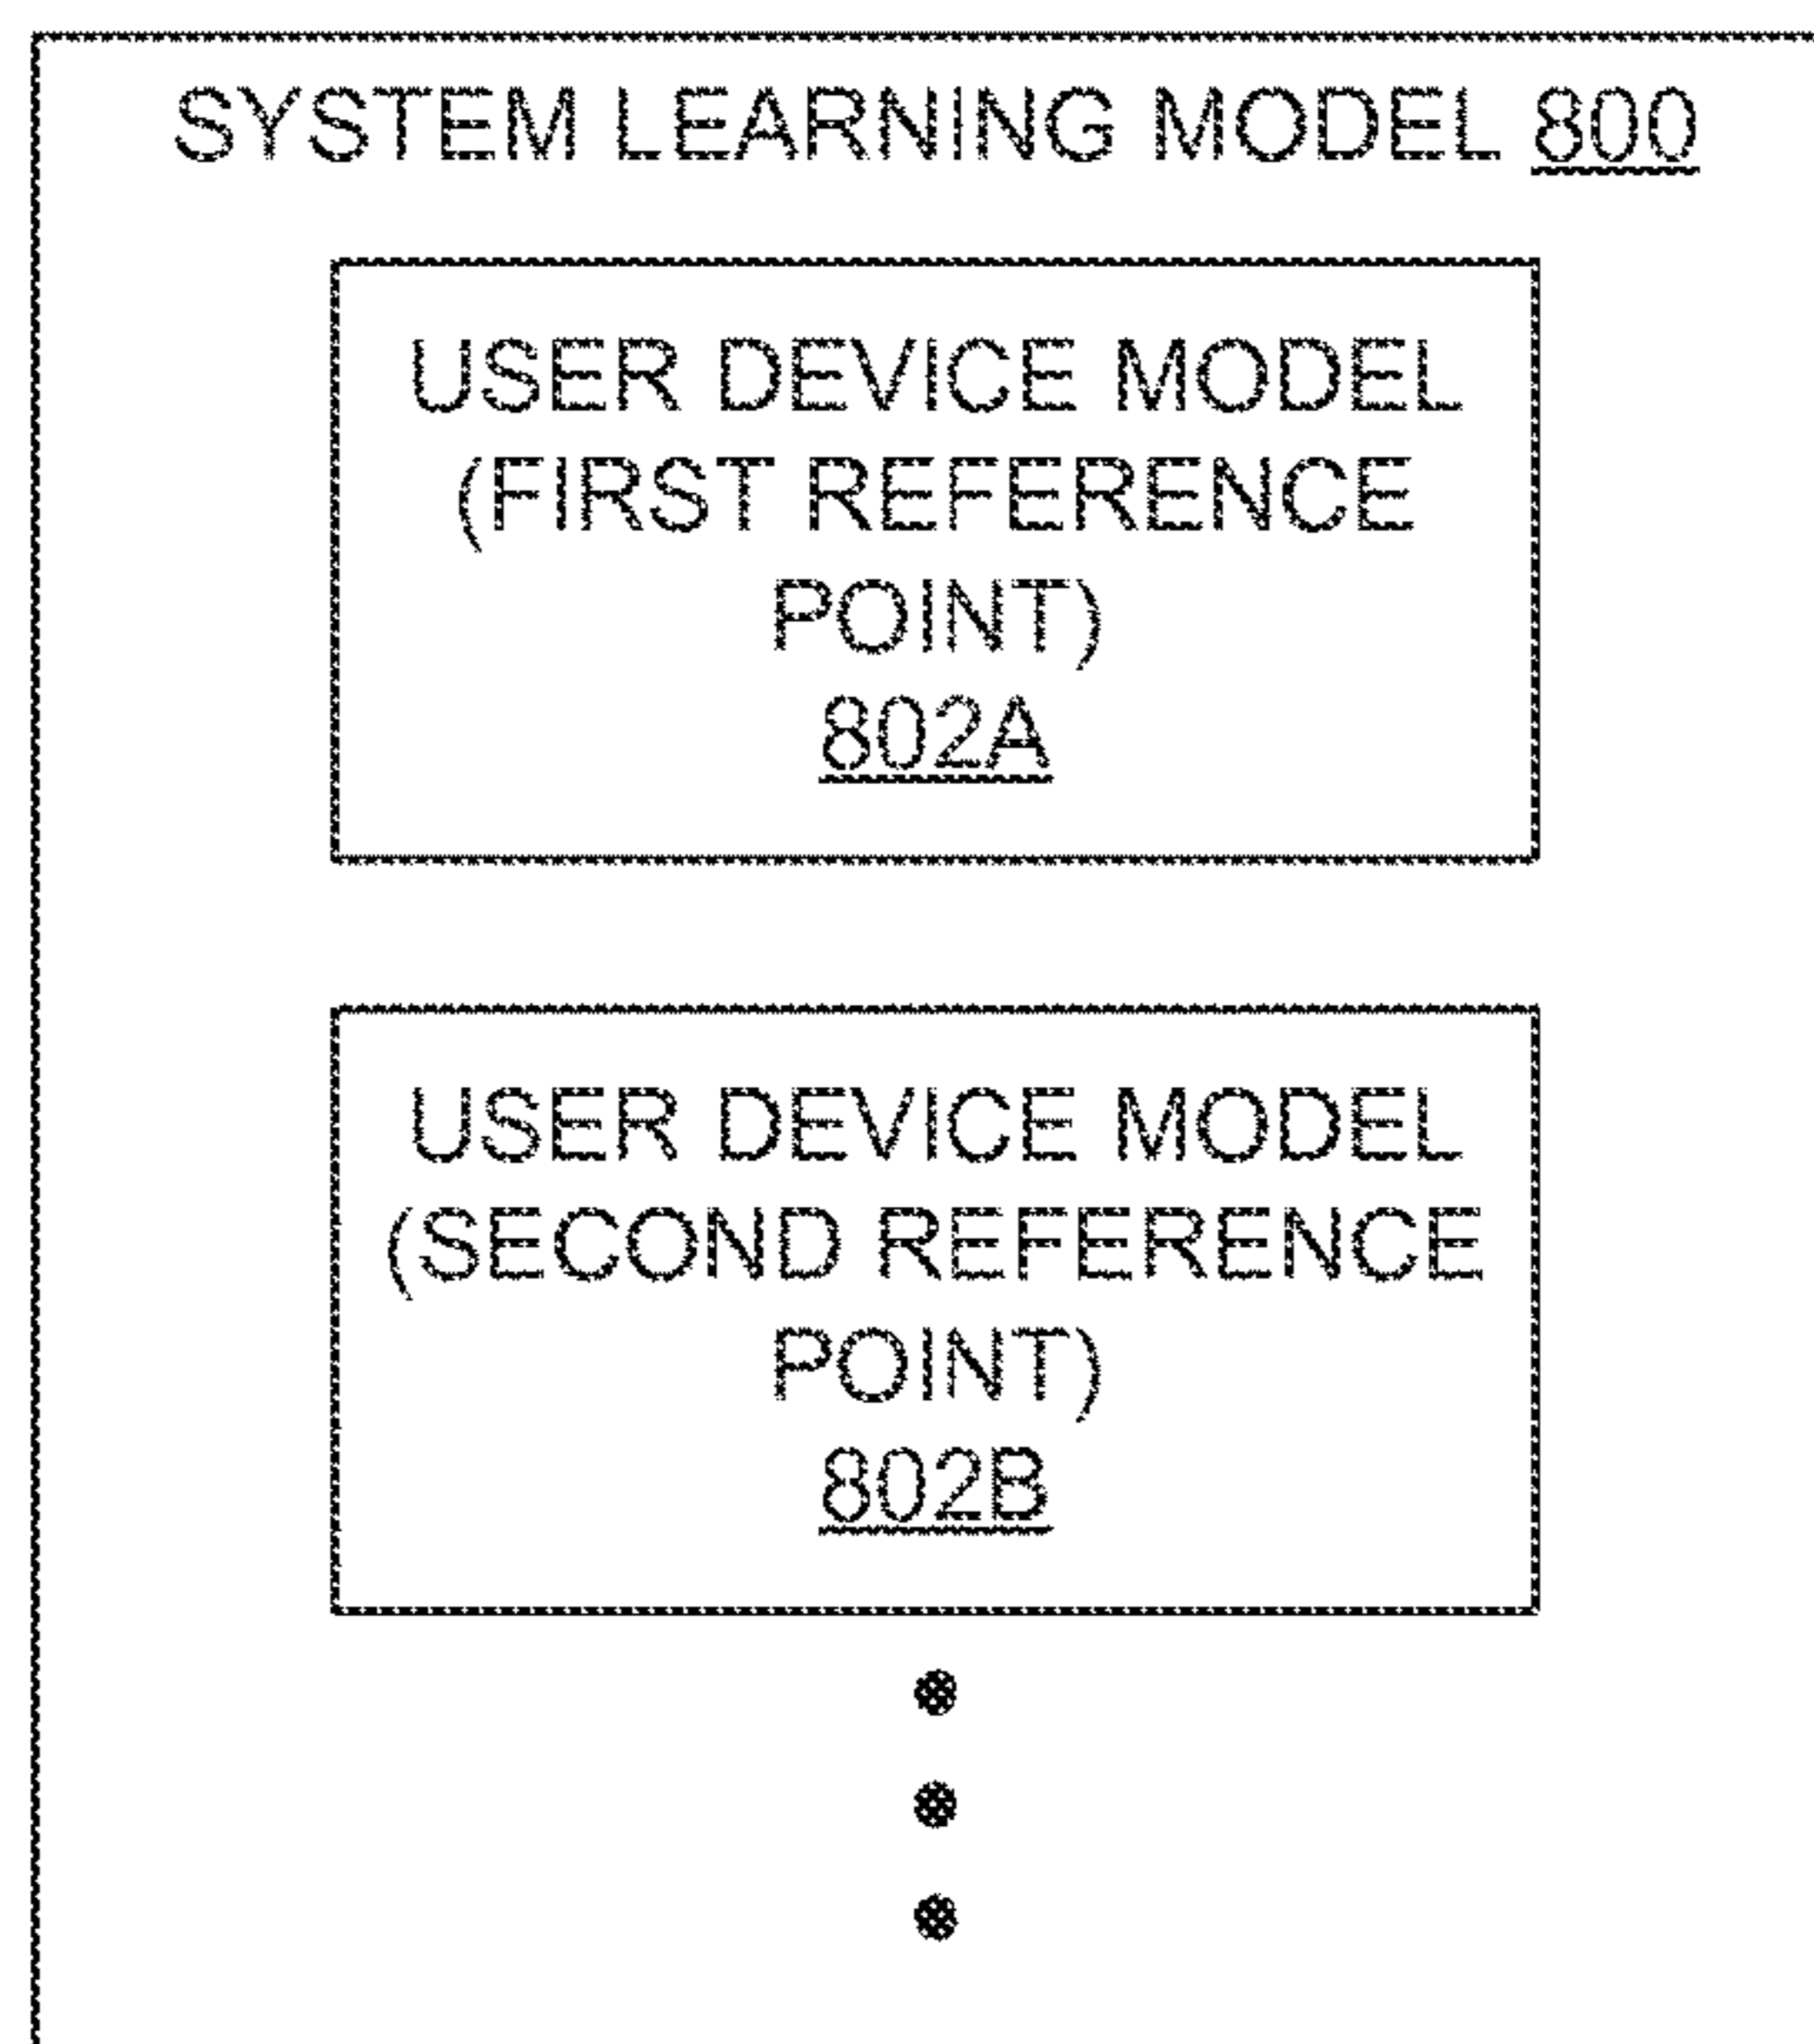 SYSTEM LEARNING MODEL 800
USER DEVICE MODEL
(FIRST REFERENCE
POINT)
802A
USER DEVICE MODEL
(SECOND REFERENCE
POINT)
802B